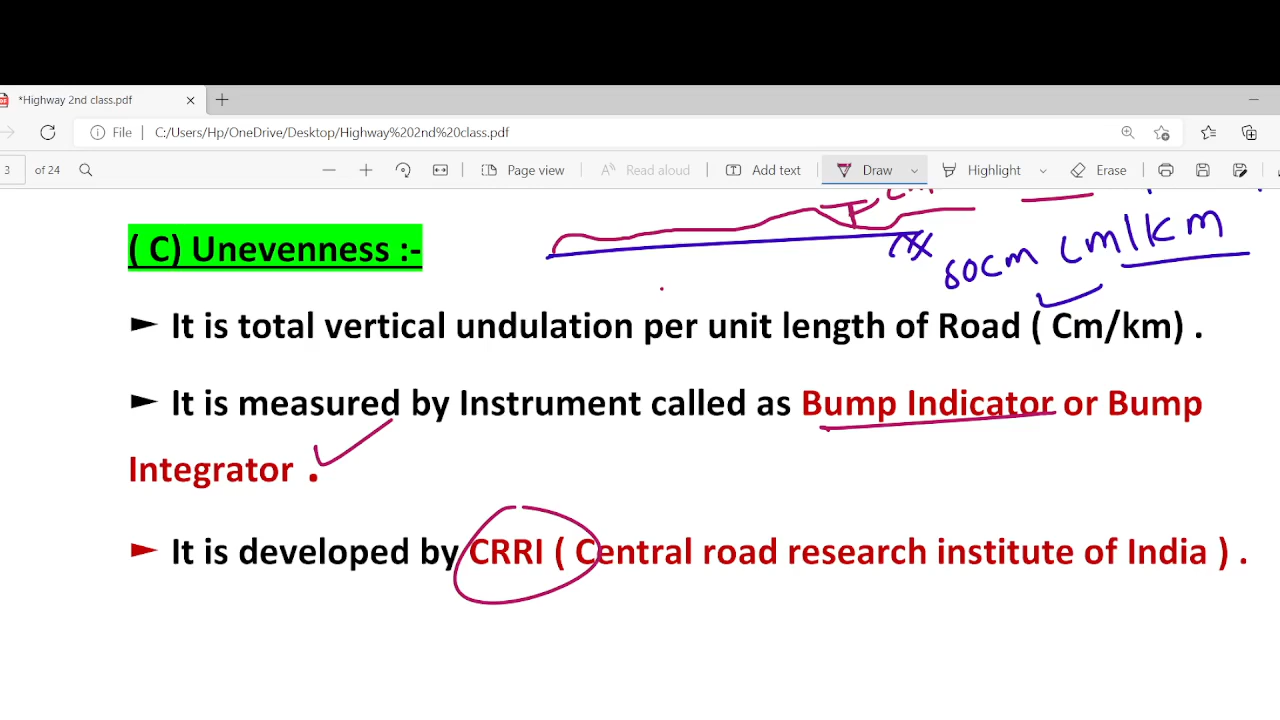 *Highway 2nd class.pdf
File C:/Users/Hp/OneDrive/Desktop/Highway%202nd%20class.pdf
3 of 24 Page view Read aloud Add text Draw Highlight Erase
( C) Unevenness :-
cm/km
► It is total vertical undulation per unit length of Road ( Cm/km) .
► It is measured by Instrument called as Bump Indicator or Bump
Integrator .
► It is developed by CRRI ( Central road research institute of India ) .